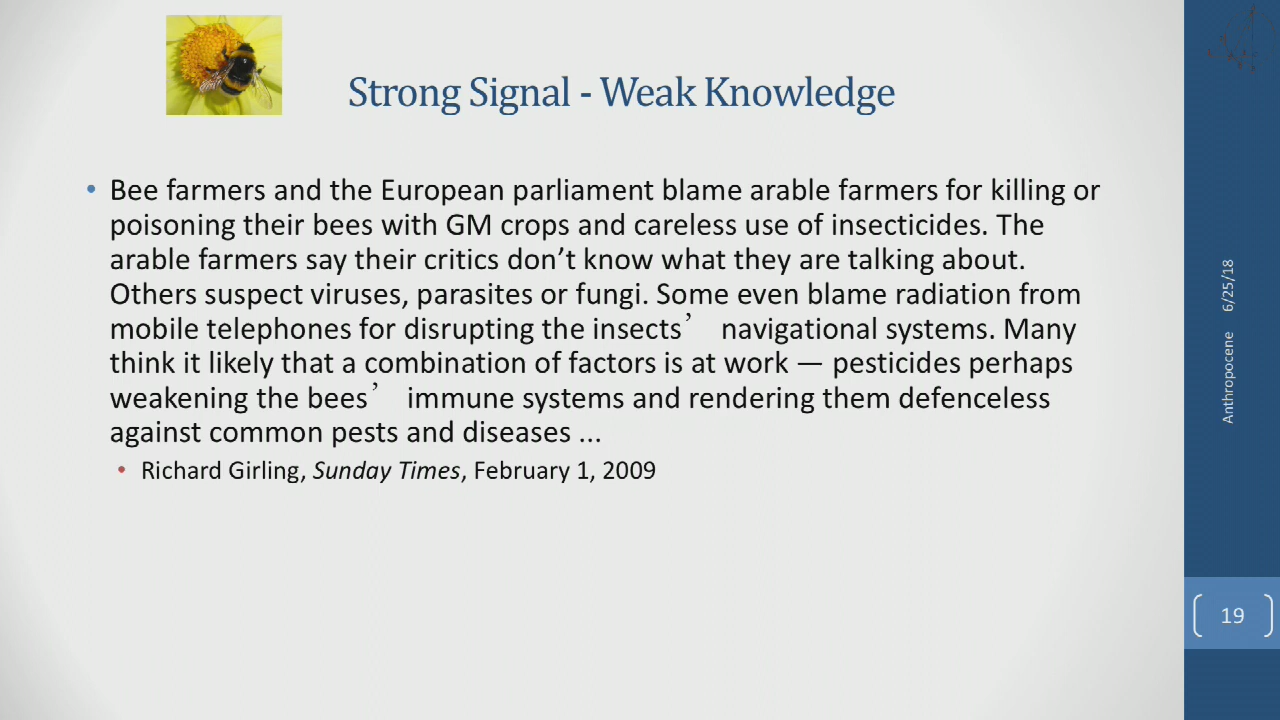 Strong Signal - Weak Knowledge
• Bee farmers and the European parliament blame arable farmers for killing or
poisoning their bees with GM crops and careless use of insecticides. The
arable farmers say their critics don’t know what they are talking about.
Others suspect viruses, parasites or fungi. Some even blame radiation from
mobile telephones for disrupting the insects’ navigational systems. Many
think it likely that a combination of factors is at work — pesticides perhaps
weakening the bees’ immune systems and rendering them defenceless
against common pests and diseases ...
• Richard Girling, Sunday Times, February 1, 2009
Anthropocene 6/25/18
19